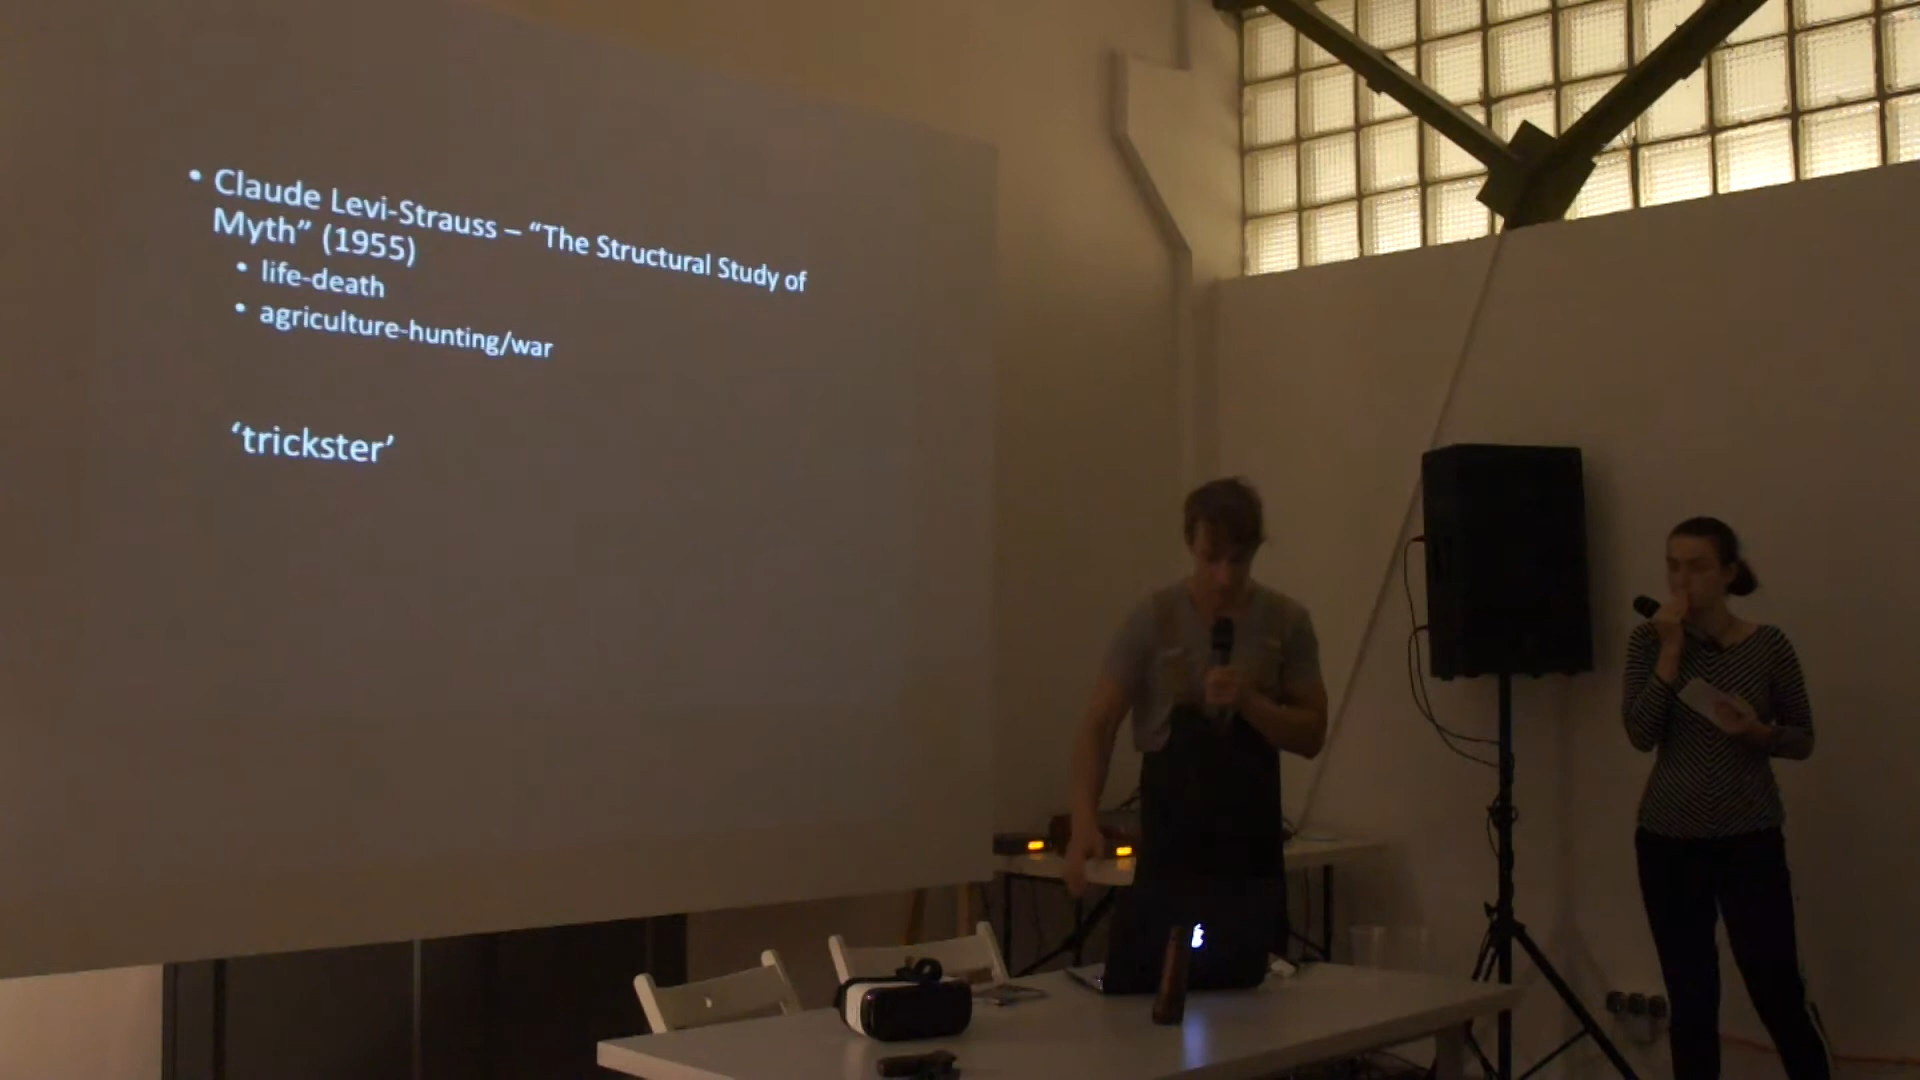 • Claude Levi-Strauss – “The Structural Study of
Myth” (1955)
• life-death
• agriculture-hunting/war
‘trickster’